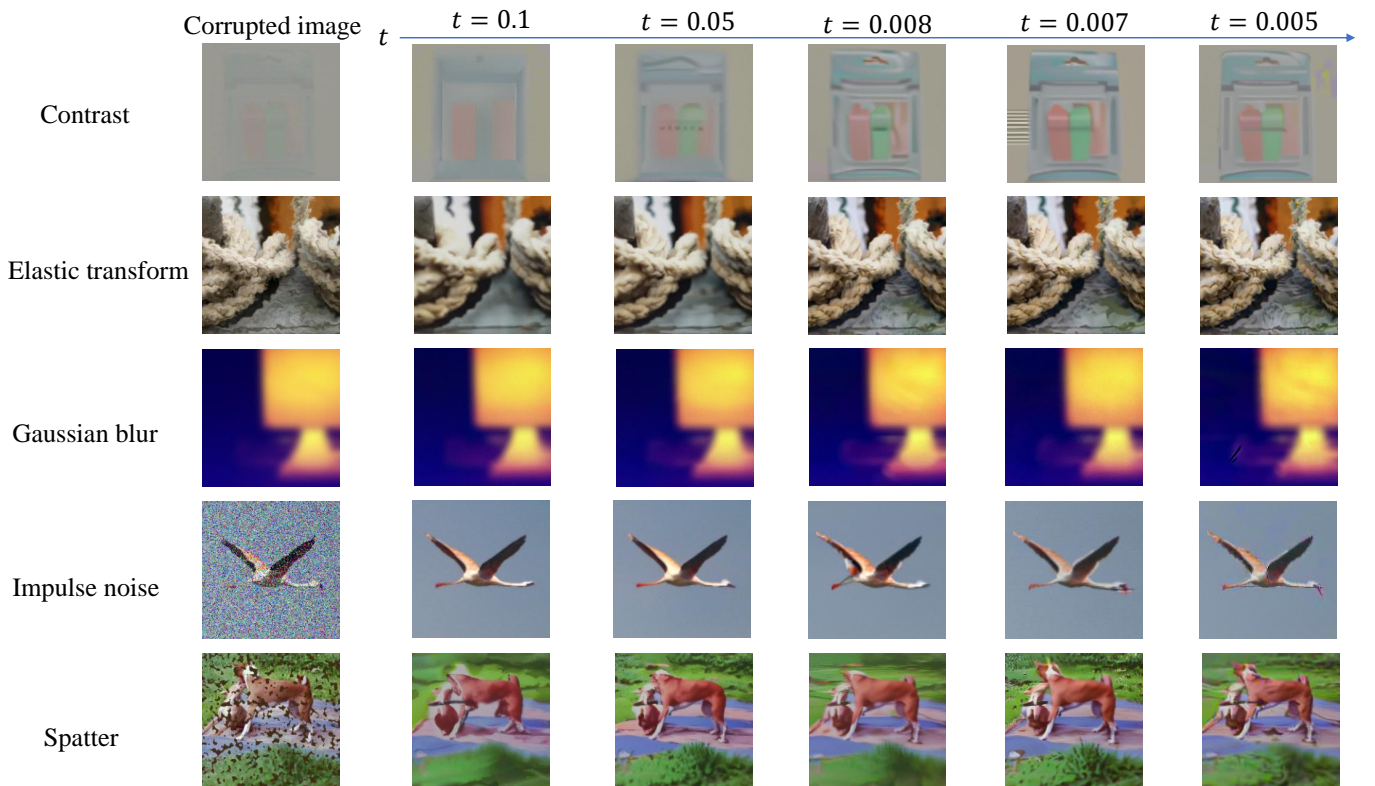 Corrupted image
t
t = 0.1
t = 0.05
t = 0.008
t = 0.007
t = 0.005
Contrast
Elastic transform
Gaussian blur
Impulse noise
Spatter